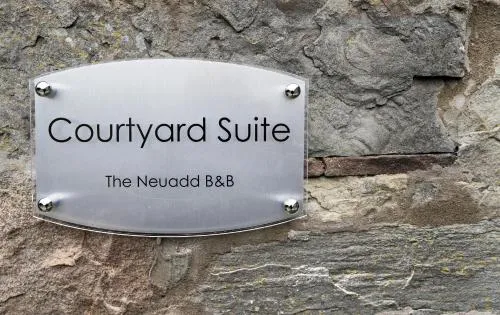 Courtyard Suite
The Neuadd B&B